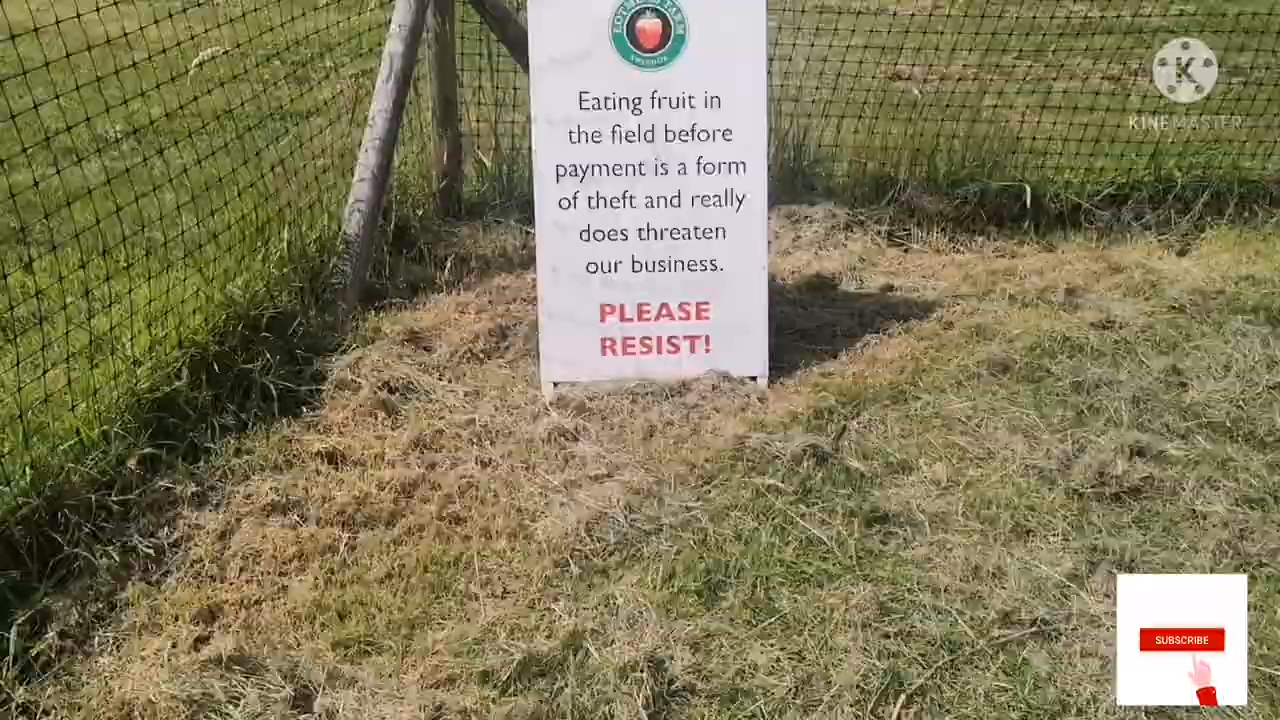 SWINDON
Eating fruit in
the field before
payment is a form
of theft and really
does threaten
our business.
PLEASE
RESIST!
K
KINEMASTER
SUBSCRIBE